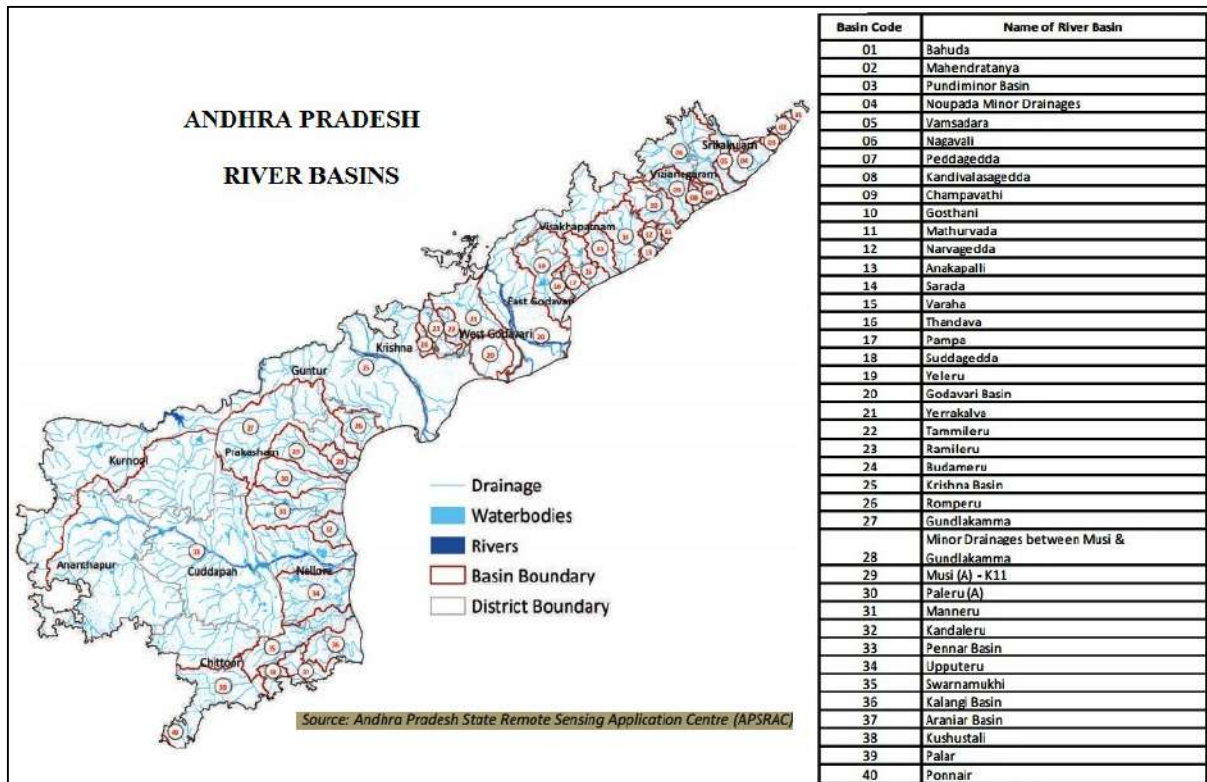 ANDHRA PRADESH
RIVER BASINS
Srikakulam
Vizianagaram
Visakhapatnam
East Godavari
West Godavari
Krishna
Guntur
Prakasham
Kurnool
Ananthapur
Cuddapah
Nellore
Chittoor
Drainage
Waterbodies
Rivers
Basin Boundary
District Boundary
Source: Andhra Pradesh State Remote Sensing Application Centre (APSRAC)
Basin Code Name of River Basin
01 Bahuda
02 Mahendratanya
03 Pundiminor Basin
04 Noupada Minor Drainages
05 Vamsadara
06 Nagavali
07 Peddagedda
08 Kandivalasagedda
09 Champavathi
10 Gosthani
11 Mathurvada
12 Narvagedda
13 Anakapalli
14 Sarada
15 Varaha
16 Thandava
17 Pampa
18 Suddagedda
19 Yeleru
20 Godavari Basin
21 Yerrakalva
22 Tammileru
23 Ramileru
24 Budameru
25 Krishna Basin
26 Romperu
27 Gundlakamma
Minor Drainages between Musi &
28 Gundlakamma
29 Musi (A) - K11
30 Paleru (A)
31 Manneru
32 Kandaleru
33 Pennar Basin
34 Upputeru
35 Swarnamukhi
36 Kalangi Basin
37 Araniar Basin
38 Kushustali
39 Palar
40 Ponnair